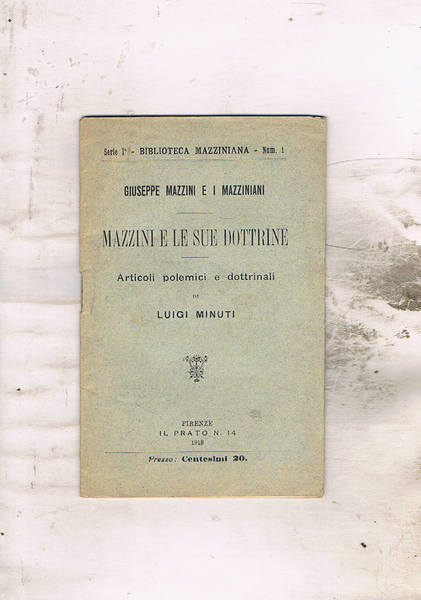 Serie Iª - BIBLIOTECA MAZZINIANA - Num. 1
GIUSEPPE MAZZINI E I MAZZINIANI
MAZZINI E LE SUE DOTTRINE
Articoli polemici e dottrinali
DI
LUIGI MINUTI
FIRENZE
IL PRATO N. 14
1918
Prezzo: Centesimi 20.